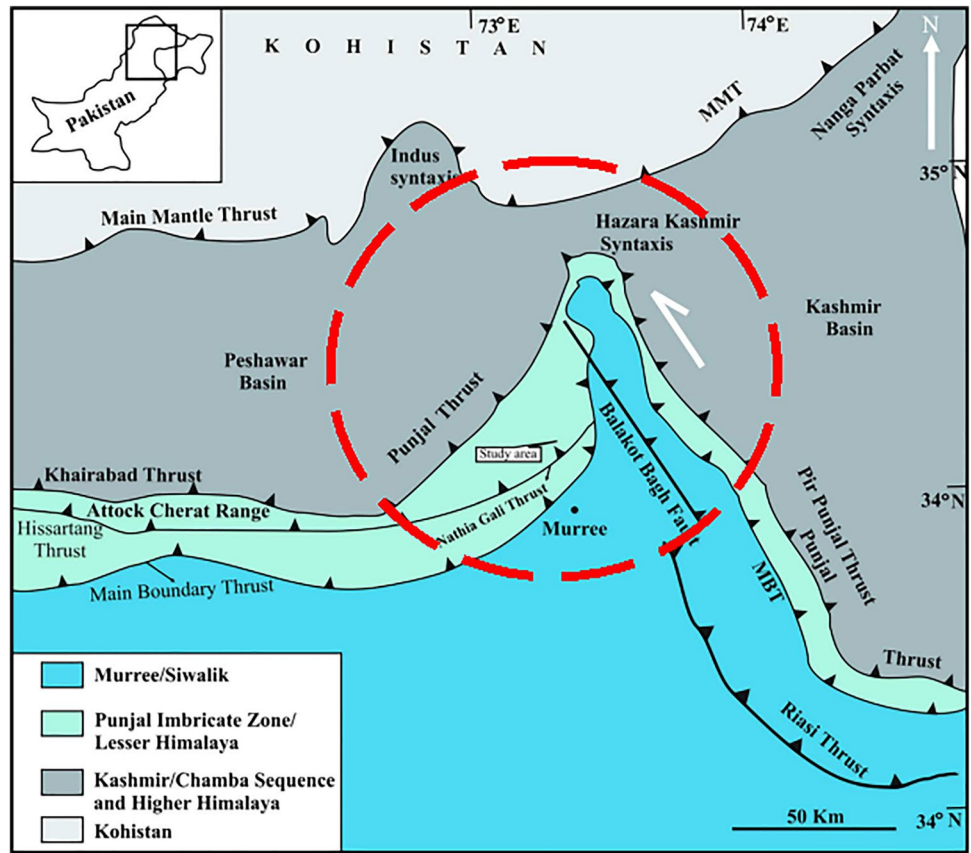 73°E
74°E
KOHISTAN
N
Pakistan
MMT
Nanga Parbat
Syntaxis
Indus
syntaxis
35° N
Main Mantle Thrust
Hazara Kashmir
Syntaxis
Kashmir
Basin
Peshawar
Basin
Punjal Thrust
Balakot Bagh Fault
Study area
Khairabad Thrust
Attock Cherat Range
Nathia Gali Thrust
34° N
Hissartang
Thrust
Murree
Pir Punjal Thrust
Punjal
Main Boundary Thrust
MBT
Thrust
Riasi Thrust
Murree/Siwalik
Punjal Imbricate Zone/
Lesser Himalaya
Kashmir/Chamba Sequence
and Higher Himalaya
Kohistan
50 Km
34° N